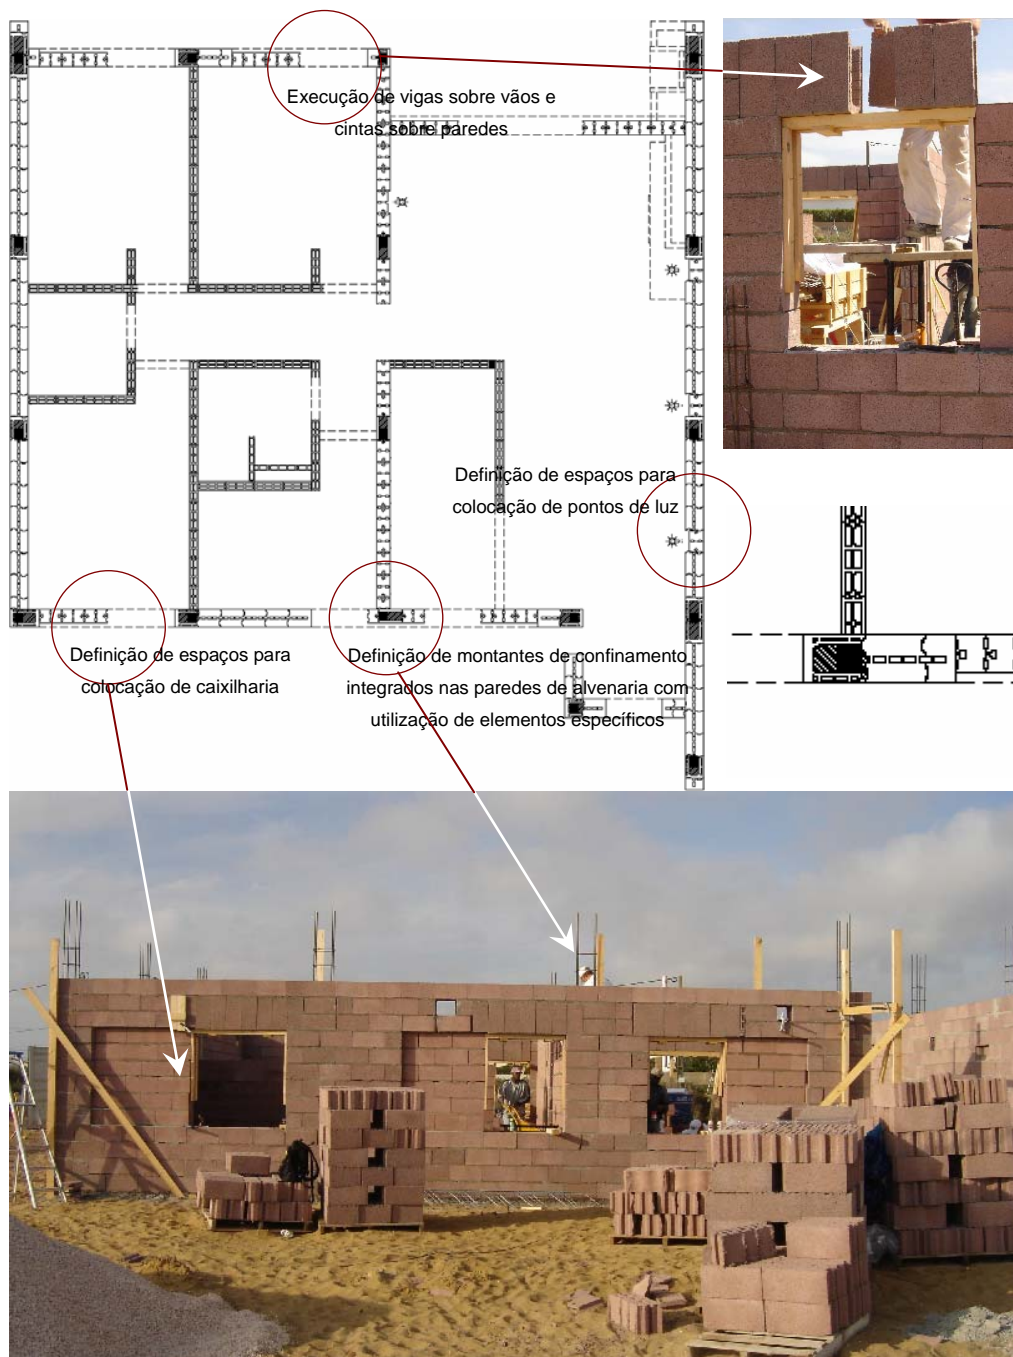 Execução de vigas sobre vãos e
cintas sobre paredes
Definição de espaços para
colocação de pontos de luz
Definição de espaços para
colocação de caixilharia
Definição de montantes de confinamento
integrados nas paredes de alvenaria com
utilização de elementos específicos